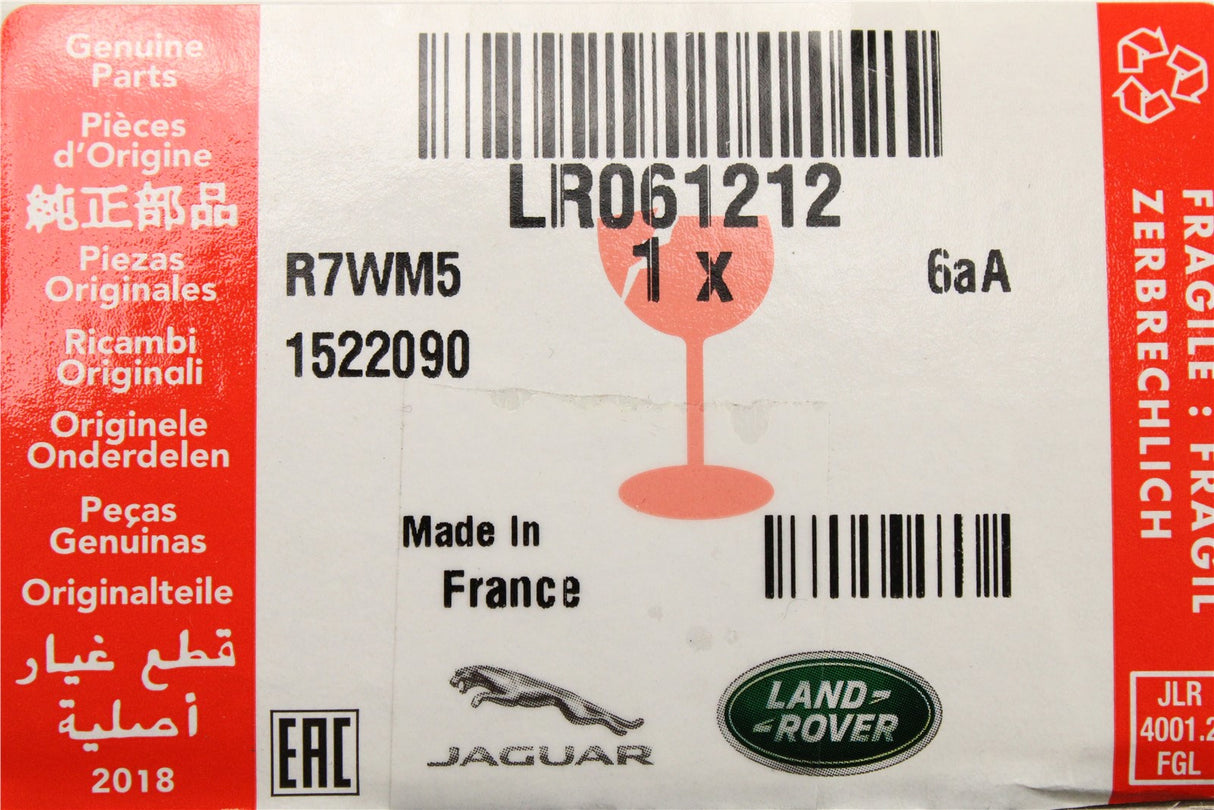 Genuine
Parts
Pièces
d'Origine
純正部品
Piezas
Originales
Ricambi
Originali
Originele
Onderdelen
Peças
Genuinas
Originalteile
قطع غيار
أصلية
2018
LR061212
1 x
R7WM5
6aA
1522090
Made In
France
EAC
JAGUAR
LAND
ROVER
FRAGILE : FRAGIL
ZERBRECHLICH
JLR
4001.2
FGL